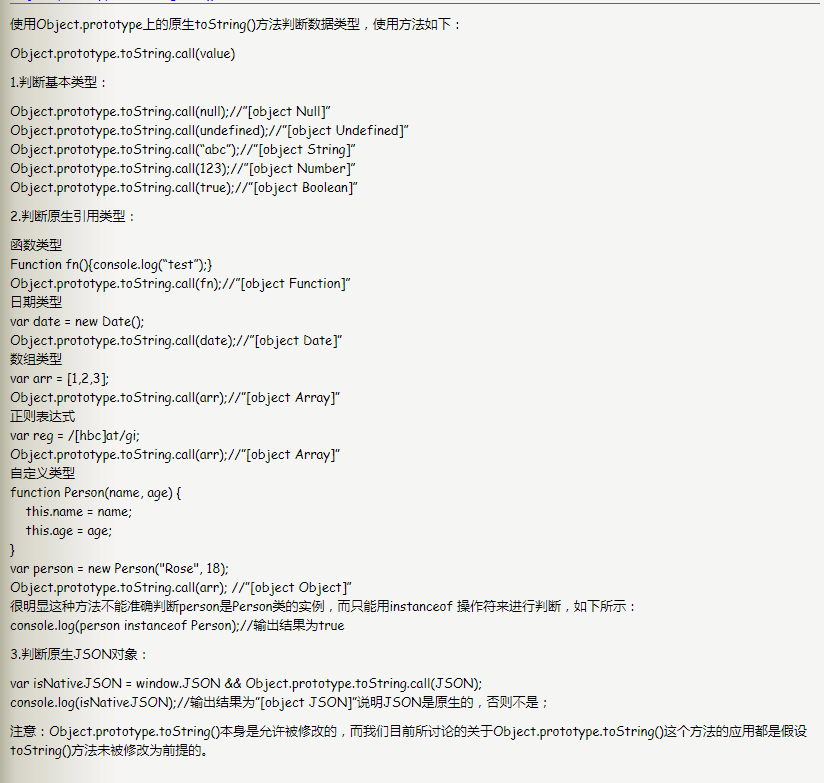 使用Object.prototype上的原生toString()方法判断数据类型，使用方法如下：
Object.prototype.toString.call(value)
1.判断基本类型：
Object.prototype.toString.call(null);//”[object Null]”
Object.prototype.toString.call(undefined);//”[object Undefined]”
Object.prototype.toString.call(“abc”);//”[object String]”
Object.prototype.toString.call(123);//”[object Number]”
Object.prototype.toString.call(true);//”[object Boolean]”
2.判断原生引用类型：
函数类型
Function fn(){console.log(“test”);}
Object.prototype.toString.call(fn);//”[object Function]”
日期类型
var date = new Date();
Object.prototype.toString.call(date);//”[object Date]”
数组类型
var arr = [1,2,3];
Object.prototype.toString.call(arr);//”[object Array]”
正则表达式
var reg = /[hbc]at/gi;
Object.prototype.toString.call(arr);//”[object Array]”
自定义类型
function Person(name, age) {
    this.name = name;
    this.age = age;
}
var person = new Person("Rose", 18);
Object.prototype.toString.call(arr); //”[object Object]”
很明显这种方法不能准确判断person是Person类的实例，而只能用instanceof 操作符来进行判断，如下所示：
console.log(person instanceof Person);//输出结果为true
3.判断原生JSON对象：
var isNativeJSON = window.JSON && Object.prototype.toString.call(JSON);
console.log(isNativeJSON);//输出结果为”[object JSON]”说明JSON是原生的，否则不是；
注意：Object.prototype.toString()本身是允许被修改的，而我们目前所讨论的关于Object.prototype.toString()这个方法的应用都是假设
toString()方法未被修改为前提的。